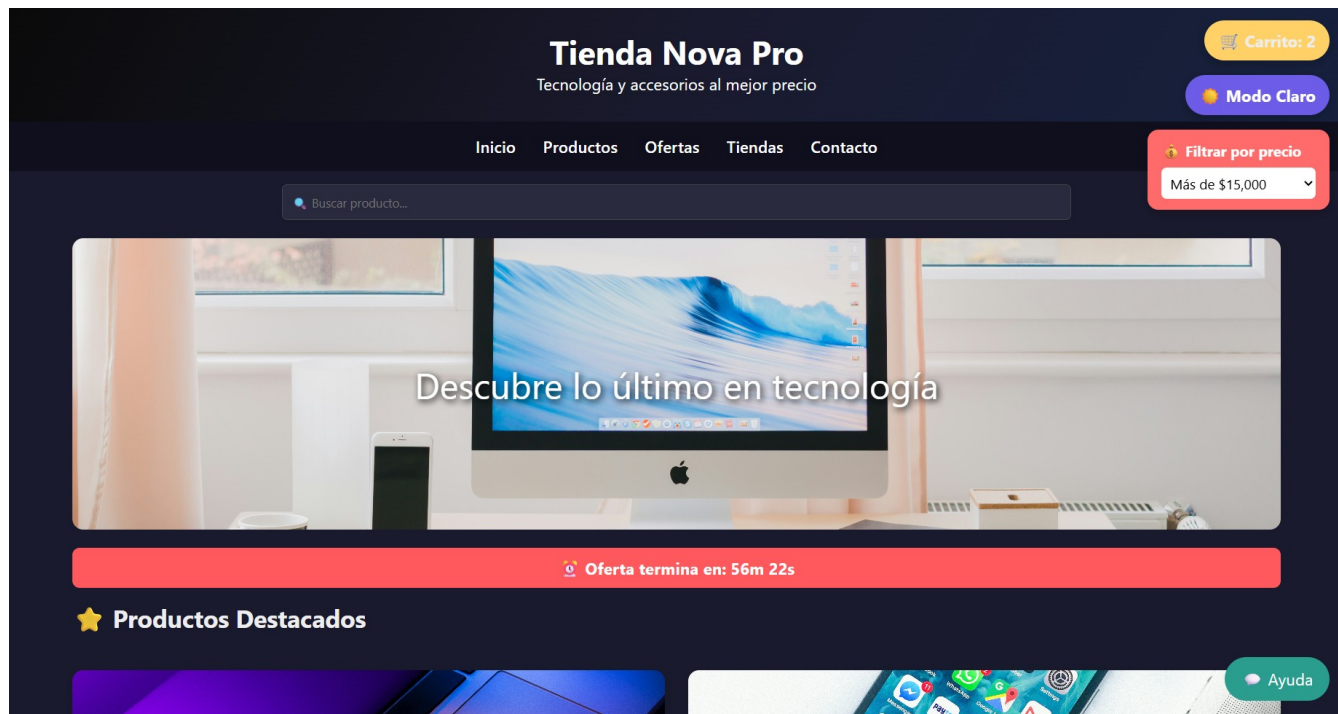 Tienda Nova Pro
Tecnología y accesorios al mejor precio
🛒 Carrito: 2
Modo Claro
Inicio Productos Ofertas Tiendas Contacto
💰 Filtrar por precio
Más de $15,000
🔍 Buscar producto...
Descubre lo último en tecnología
⏰ Oferta termina en: 56m 22s
⭐ Productos Destacados
💬 Ayuda
WhatsApp
Settings